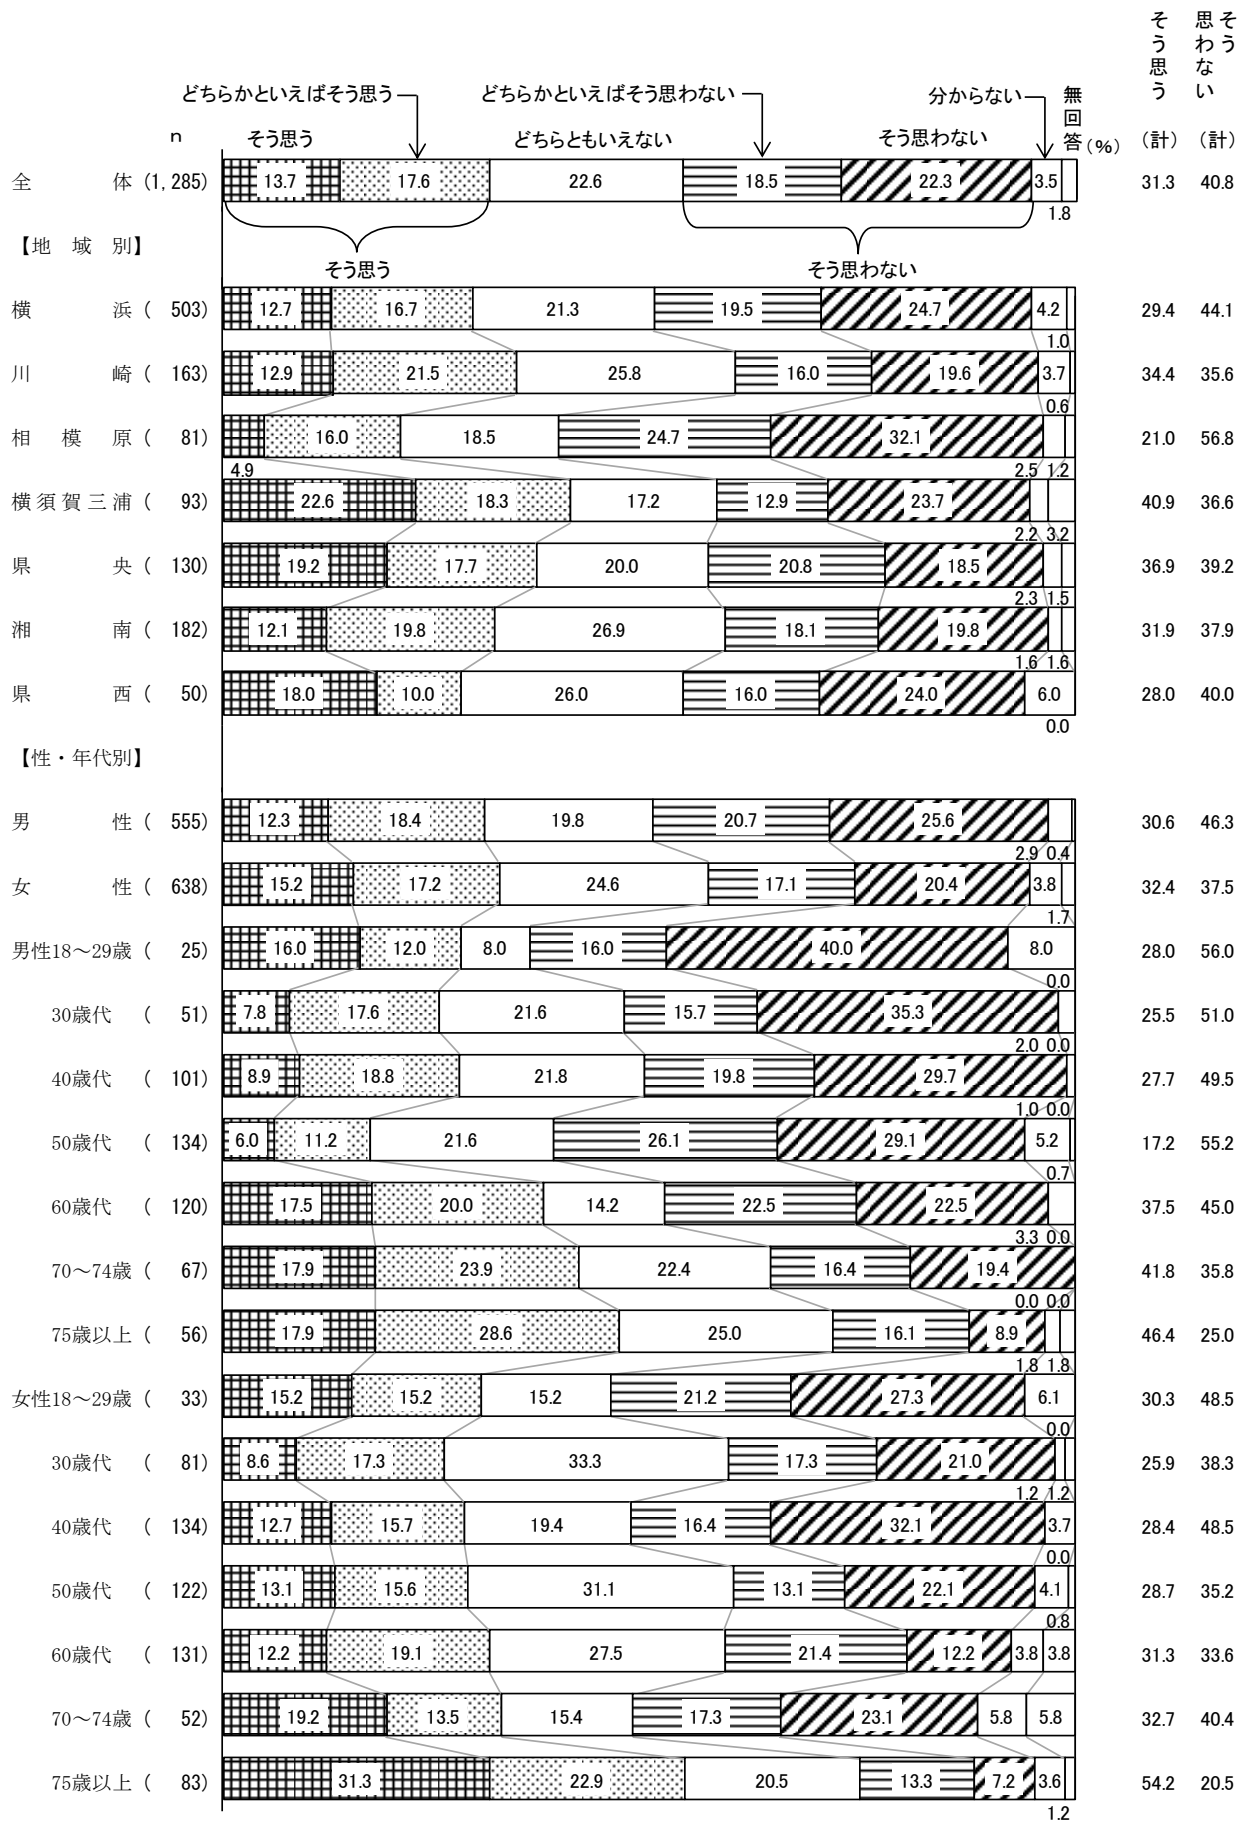 そう思う
そう思わない
どちらかといえばそう思う
どちらかといえばそう思わない
分からない
無回答
n
そう思う
どちらともいえない
そう思わない
(%)
(計) (計)
全体 (1,285) 13.7 17.6 22.6 18.5 22.3 3.5 31.3 40.8
1.8
【地域別】
そう思う
そう思わない
横浜 ( 503) 12.7 16.7 21.3 19.5 24.7 4.2 29.4 44.1
1.0
川崎 ( 163) 12.9 21.5 25.8 16.0 19.6 3.7 34.4 35.6
0.6
相模原 ( 81) 16.0 18.5 24.7 32.1 21.0 56.8
4.9 2.5 1.2
横須賀三浦 ( 93) 22.6 18.3 17.2 12.9 23.7 40.9 36.6
2.2 3.2
県央 ( 130) 19.2 17.7 20.0 20.8 18.5 36.9 39.2
2.3 1.5
湘南 ( 182) 12.1 19.8 26.9 18.1 19.8 31.9 37.9
1.6 1.6
県西 ( 50) 18.0 10.0 26.0 16.0 24.0 6.0 28.0 40.0
0.0
【性・年代別】
男性 ( 555) 12.3 18.4 19.8 20.7 25.6 30.6 46.3
2.9 0.4
女性 ( 638) 15.2 17.2 24.6 17.1 20.4 3.8 32.4 37.5
1.7
男性18～29歳 ( 25) 16.0 12.0 8.0 16.0 40.0 8.0 28.0 56.0
0.0
30歳代 ( 51) 7.8 17.6 21.6 15.7 35.3 25.5 51.0
2.0 0.0
40歳代 ( 101) 8.9 18.8 21.8 19.8 29.7 27.7 49.5
1.0 0.0
50歳代 ( 134) 6.0 11.2 21.6 26.1 29.1 5.2 17.2 55.2
0.7
60歳代 ( 120) 17.5 20.0 14.2 22.5 22.5 37.5 45.0
3.3 0.0
70～74歳 ( 67) 17.9 23.9 22.4 16.4 19.4 41.8 35.8
0.0 0.0
75歳以上 ( 56) 17.9 28.6 25.0 16.1 8.9 46.4 25.0
1.8 1.8
女性18～29歳 ( 33) 15.2 15.2 15.2 21.2 27.3 6.1 30.3 48.5
0.0
30歳代 ( 81) 8.6 17.3 33.3 17.3 21.0 25.9 38.3
1.2 1.2
40歳代 ( 134) 12.7 15.7 19.4 16.4 32.1 3.7 28.4 48.5
0.0
50歳代 ( 122) 13.1 15.6 31.1 13.1 22.1 4.1 28.7 35.2
0.8
60歳代 ( 131) 12.2 19.1 27.5 21.4 12.2 3.8 3.8 31.3 33.6
70～74歳 ( 52) 19.2 13.5 15.4 17.3 23.1 5.8 5.8 32.7 40.4
75歳以上 ( 83) 31.3 22.9 20.5 13.3 7.2 3.6 54.2 20.5
1.2